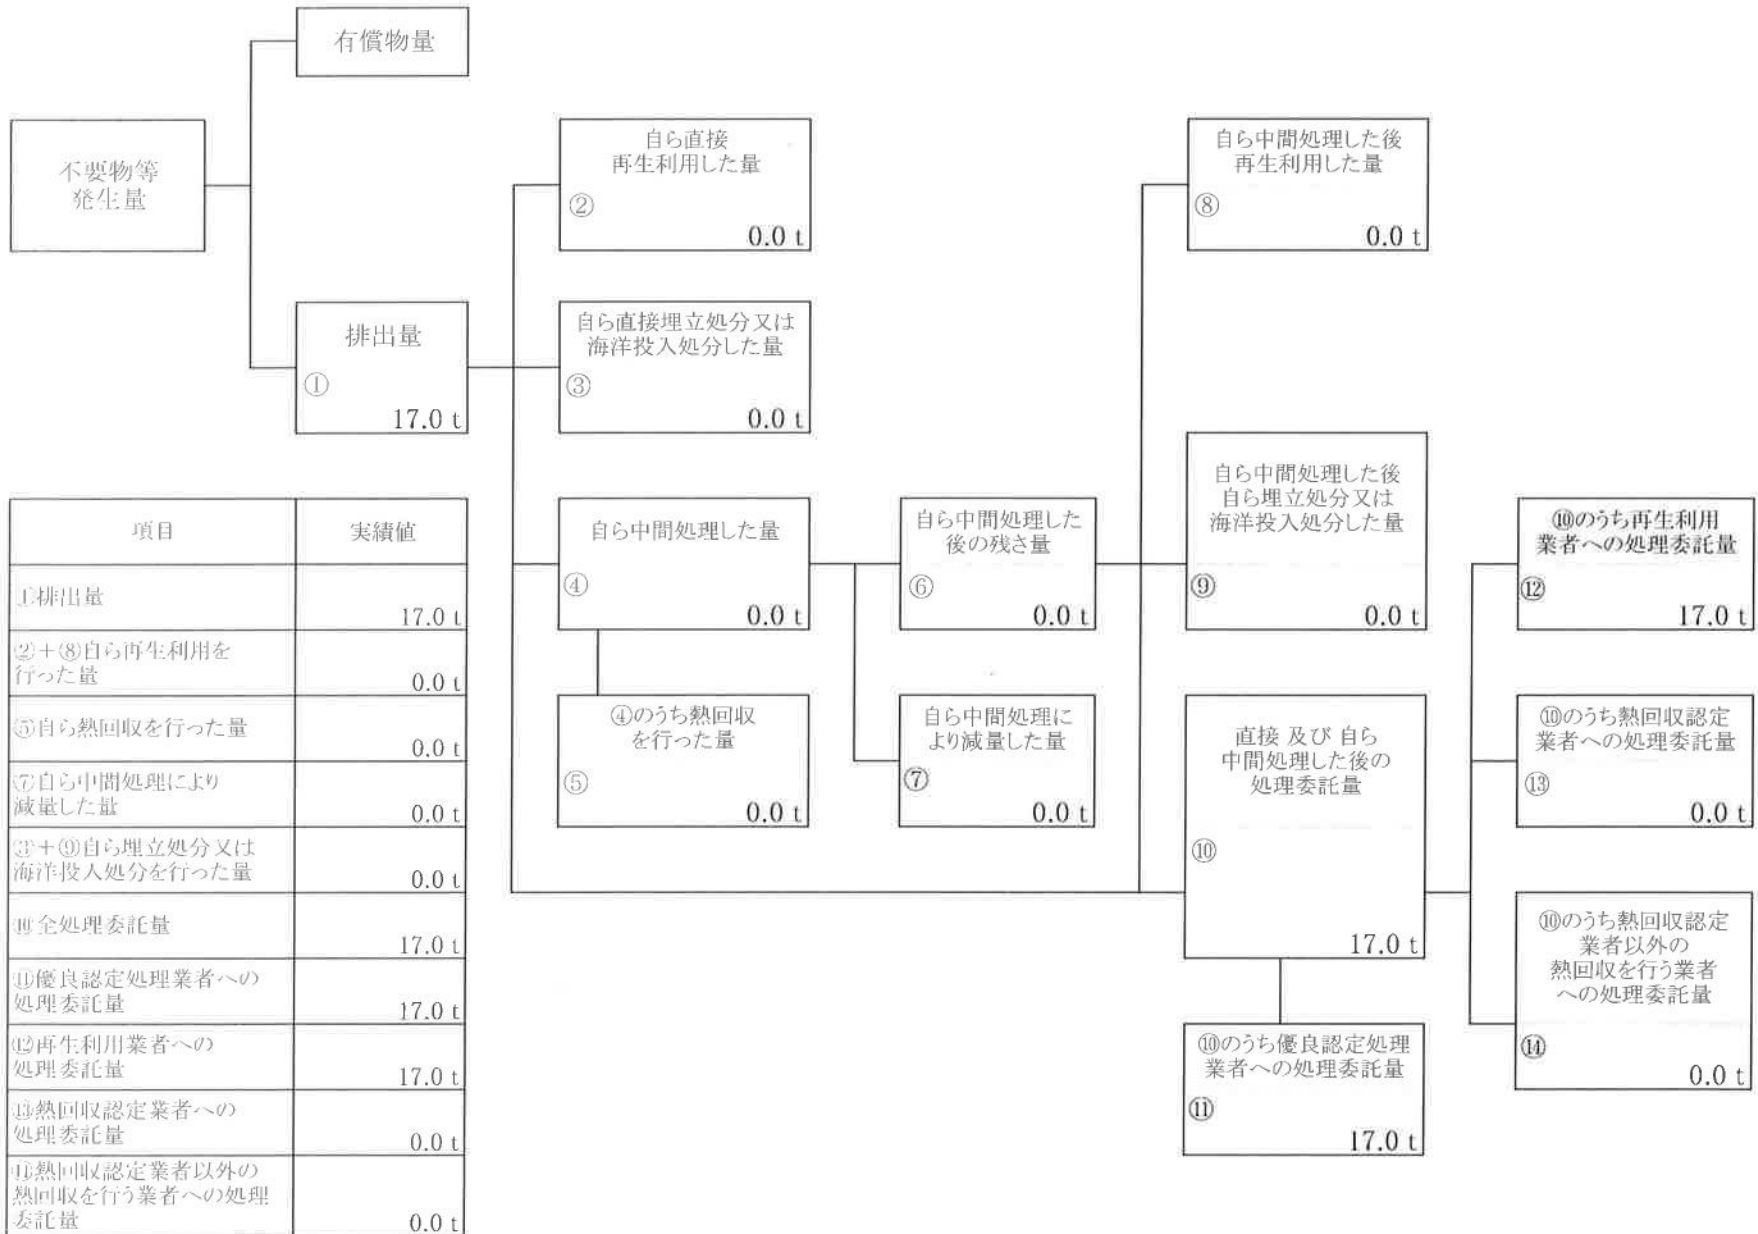 有償物量
不要物等
発生量
排出量
①
17.0 t
自ら直接
再生利用した量
②
0.0 t
自ら直接埋立処分又は
海洋投入処分した量
③
0.0 t
自ら中間処理した量
④
0.0 t
④のうち熱回収
を行った量
⑤
0.0 t
自ら中間処理した
後の残さ量
⑥
0.0 t
自ら中間処理に
より減量した量
⑦
0.0 t
自ら中間処理した後
再生利用した量
⑧
0.0 t
自ら中間処理した後
自ら埋立処分又は
海洋投入処分した量
⑨
0.0 t
直接 及び 自ら
中間処理した後の
処理委託量
⑩
17.0 t
⑩のうち優良認定処理
業者への処理委託量
⑪
17.0 t
⑩のうち再生利用
業者への処理委託量
⑫
17.0 t
⑩のうち熱回収認定
業者への処理委託量
⑬
0.0 t
⑩のうち熱回収認定
業者以外の
熱回収を行う業者
への処理委託量
⑭
0.0 t
項目 実績値
①排出量 17.0 t
②+⑧自ら再生利用を
行った量 0.0 t
⑤自ら熱回収を行った量 0.0 t
⑦自ら中間処理により
減量した量 0.0 t
③+⑨自ら埋立処分又は
海洋投入処分を行った量 0.0 t
⑩全処理委託量 17.0 t
⑪優良認定処理業者への
処理委託量 17.0 t
⑫再生利用業者への
処理委託量 17.0 t
⑬熱回収認定業者への
処理委託量 0.0 t
⑭熱回収認定業者以外の
熱回収を行う業者への処理
委託量 0.0 t